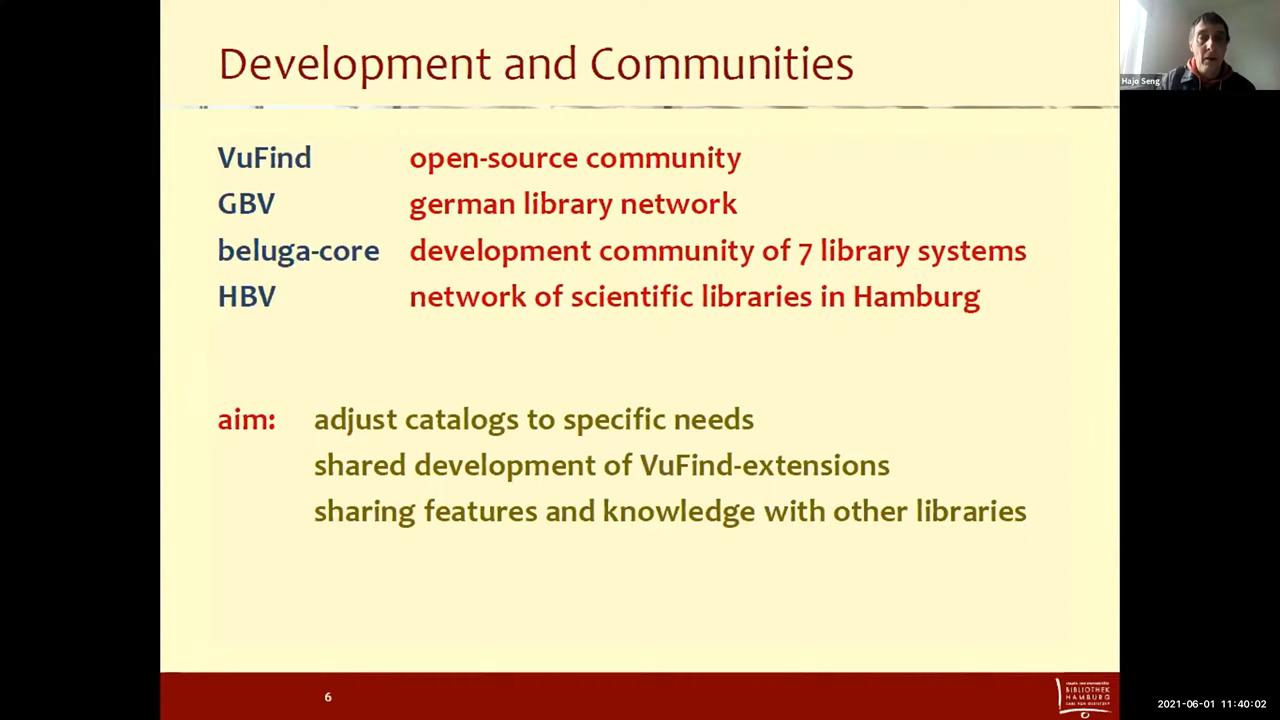 Development and Communities
Hajo Seng
VuFind open-source community
GBV german library network
beluga-core development community of 7 library systems
HBV network of scientific libraries in Hamburg
aim: adjust catalogs to specific needs
shared development of VuFind-extensions
sharing features and knowledge with other libraries
6
BIBLIOTHEK
HAMBURG
2021-06-01 11:40:02